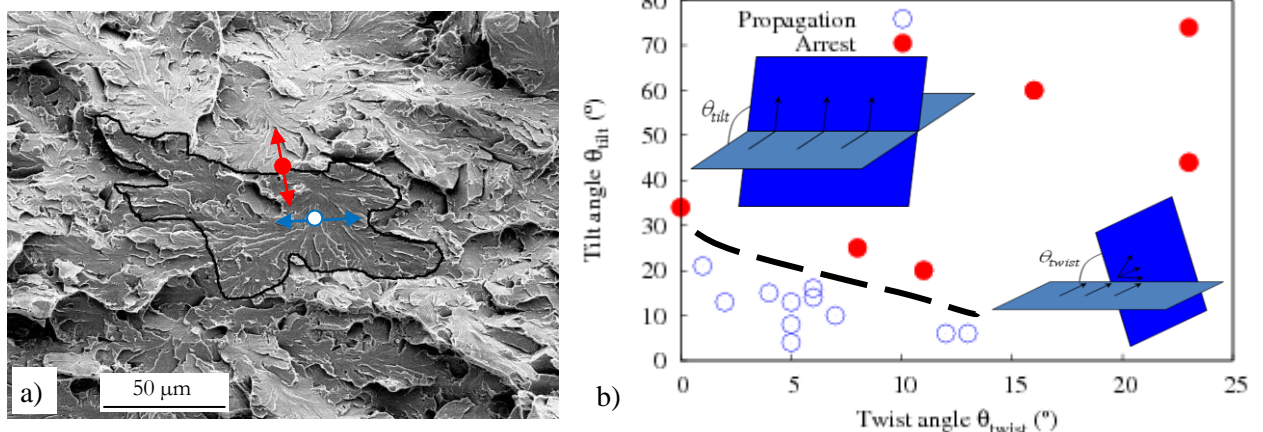 a)
50 µm
b)
Propagation
Arrest
Tilt angle θtilt (º)
80
70
60
50
40
30
20
10
0
θtilt
θtwist
0 5 10 15 20 25
Twist angle θtwist (º)